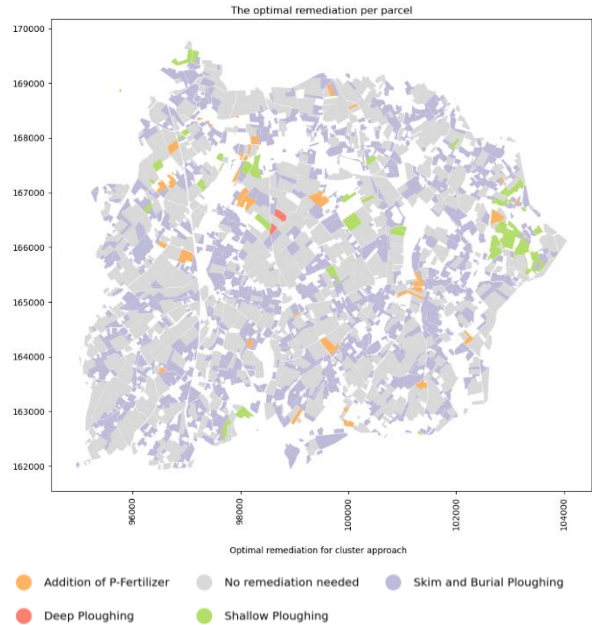 The optimal remediation per parcel
170000
169000
168000
167000
166000
165000
164000
163000
162000
96000
98000
100000
102000
104000
Optimal remediation for cluster approach
Addition of P-Fertilizer
No remediation needed
Skim and Burial Ploughing
Deep Ploughing
Shallow Ploughing